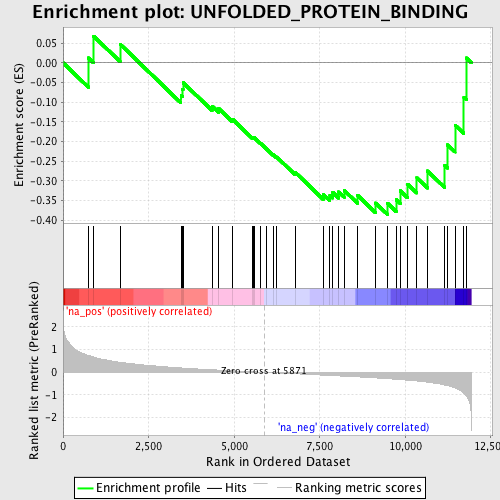 Enrichment plot: UNFOLDED_PROTEIN_BINDING
Enrichment score (ES)
0.05
0.00
-0.05
-0.10
-0.15
-0.20
-0.25
-0.30
-0.35
-0.40
'na_pos' (positively correlated)
Ranked list metric (PreRanked)
2
1
0
-1
-2
Zero cross at 5871
'na_neg' (negatively correlated)
0
2,500
5,000
7,500
10,000
12,500
Rank in Ordered Dataset
Enrichment profile
Hits
Ranking metric scores